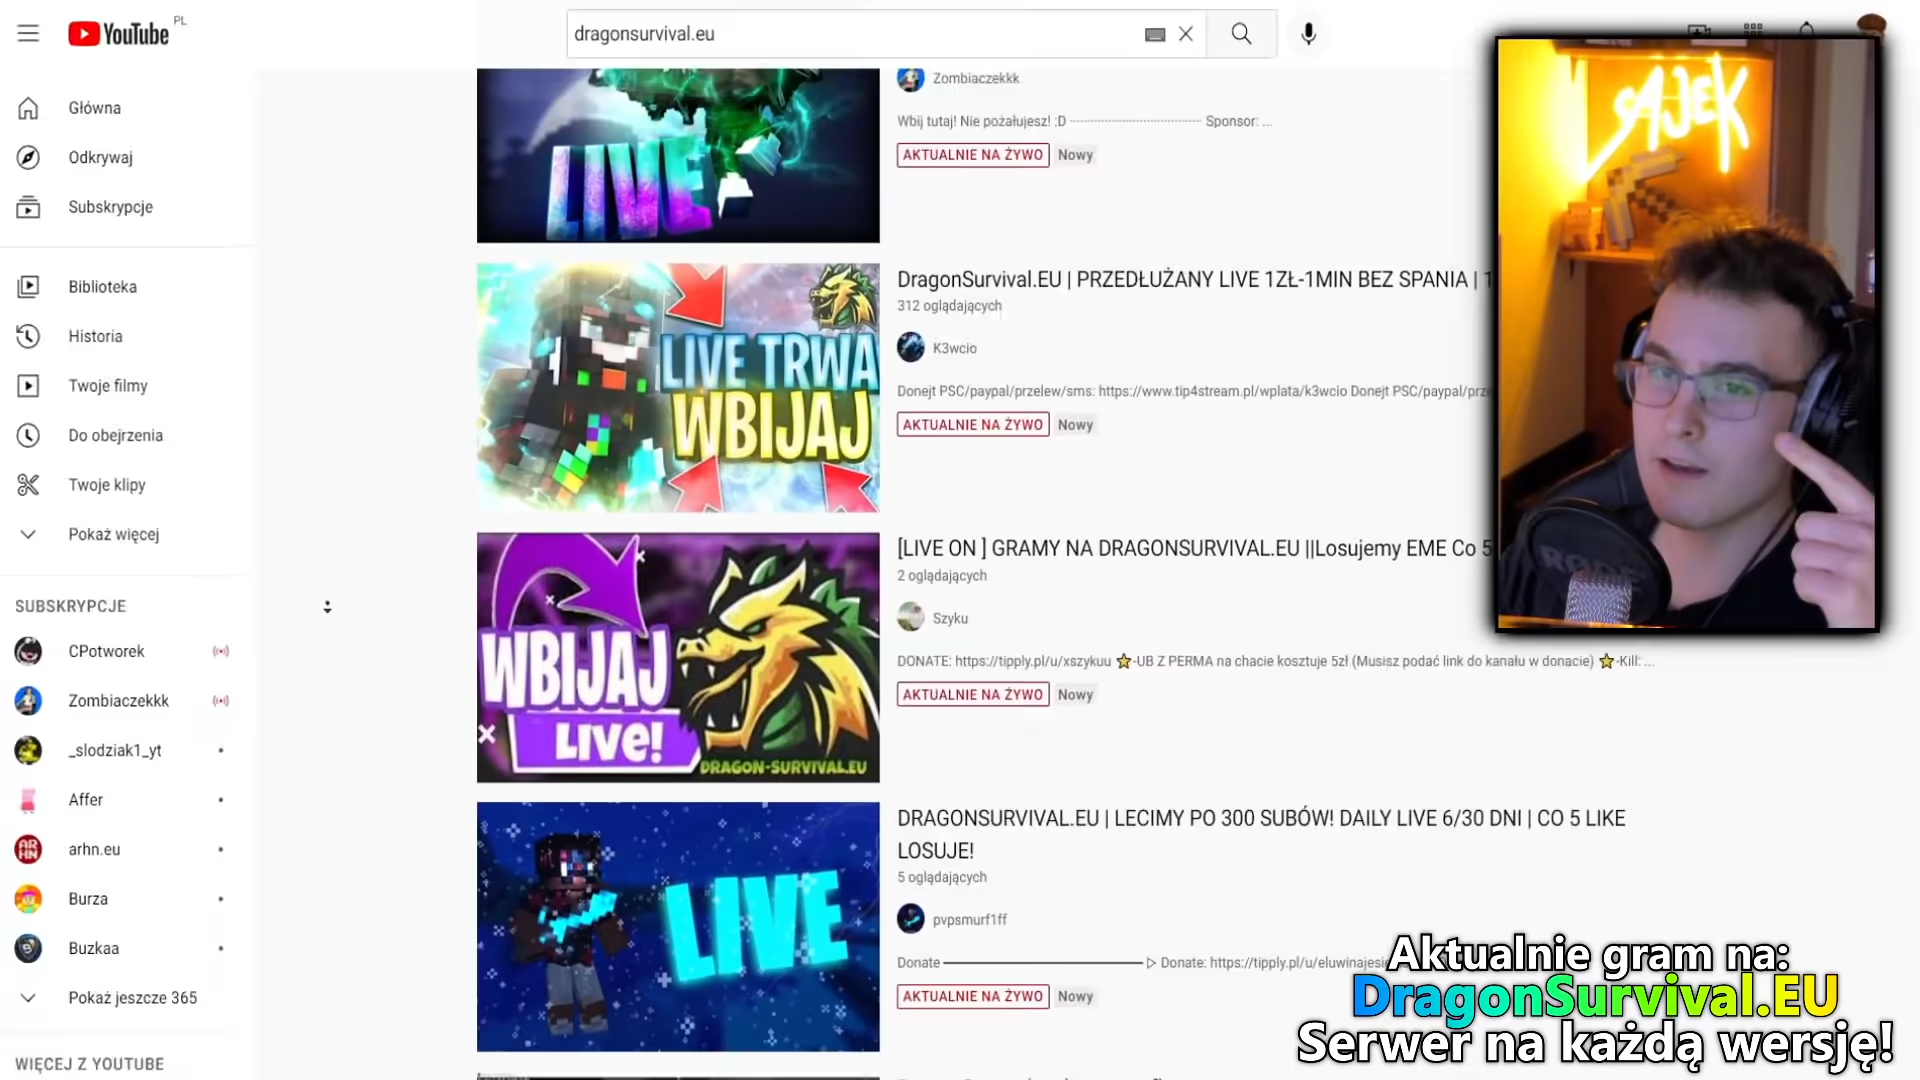 YouTube PL
dragonsurvival.eu
Główna
Odkrywaj
Subskrypcje
Biblioteka
Historia
Twoje filmy
Do obejrzenia
Twoje klipy
Pokaż więcej
SUBSKRYPCJE
CPotworek
Zombiaczekkk
_slodziak1_yt
Affer
arhn.eu
Burza
Buzkaa
Pokaż jeszcze 365
WIĘCEJ Z YOUTUBE
LIVE
Zombiaczekkk
Wbij tutaj! Nie pożałujesz! :D ---------------------------------- Sponsor: ...
AKTUALNIE NA ŻYWO Nowy
LIVE TRWA
WBIJAJ
DragonSurvival.EU | PRZEDŁUŻANY LIVE 1ZŁ-1MIN BEZ SPANIA | 1
312 oglądających
K3wcio
Donejt PSC/paypal/przelew/sms: https://www.tip4stream.pl/wplata/k3wcio Donejt PSC/paypal/prze
AKTUALNIE NA ŻYWO Nowy
WBIJAJ
LIVE!
DRAGON-SURVIVAL.EU
[LIVE ON ] GRAMY NA DRAGONSURVIVAL.EU ||Losujemy EME Co 5
2 oglądających
Szyku
DONATE: https://tipply.pl/u/xszykuu ⭐-UB Z PERMA na chacie kosztuje 5zł (Musisz podać link do kanału w donacie) ⭐-Kill: ...
AKTUALNIE NA ŻYWO Nowy
LIVE
DRAGONSURVIVAL.EU | LECIMY PO 300 SUBÓW! DAILY LIVE 6/30 DNI | CO 5 LIKE
LOSUJE!
5 oglądających
pvpsmurf1ff
Donate ━━━━━━━━━━━━━━━━━━ ▷ Donate: https://tipply.pl/u/eluwinajesie
AKTUALNIE NA ŻYWO Nowy
SAJEK
RODE
Aktualnie gram na:
DragonSurvival.EU
Serwer na każdą wersję!